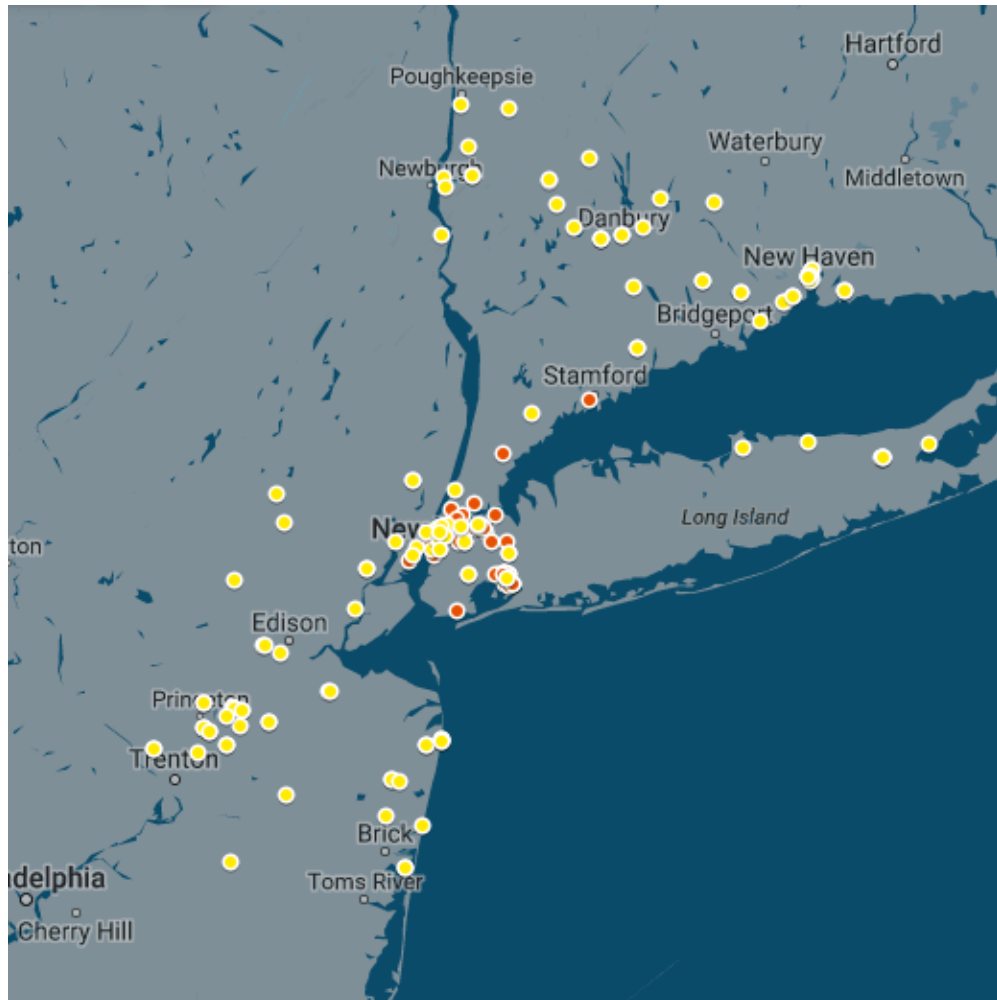 Hartford
Poughkeepsie
Waterbury
Newburgh
Middletown
Danbury
New Haven
Bridgeport
Stamford
Long Island
New
ton
Edison
Princeton
Trenton
Brick
adelphia
Toms River
Cherry Hill